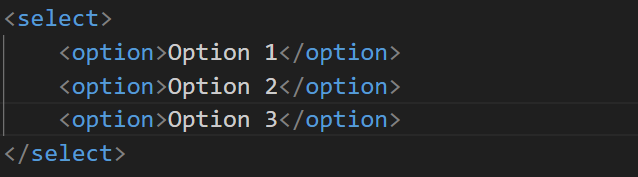 <select>
    <option>Option 1</option>
    <option>Option 2</option>
    <option>Option 3</option>
</select>